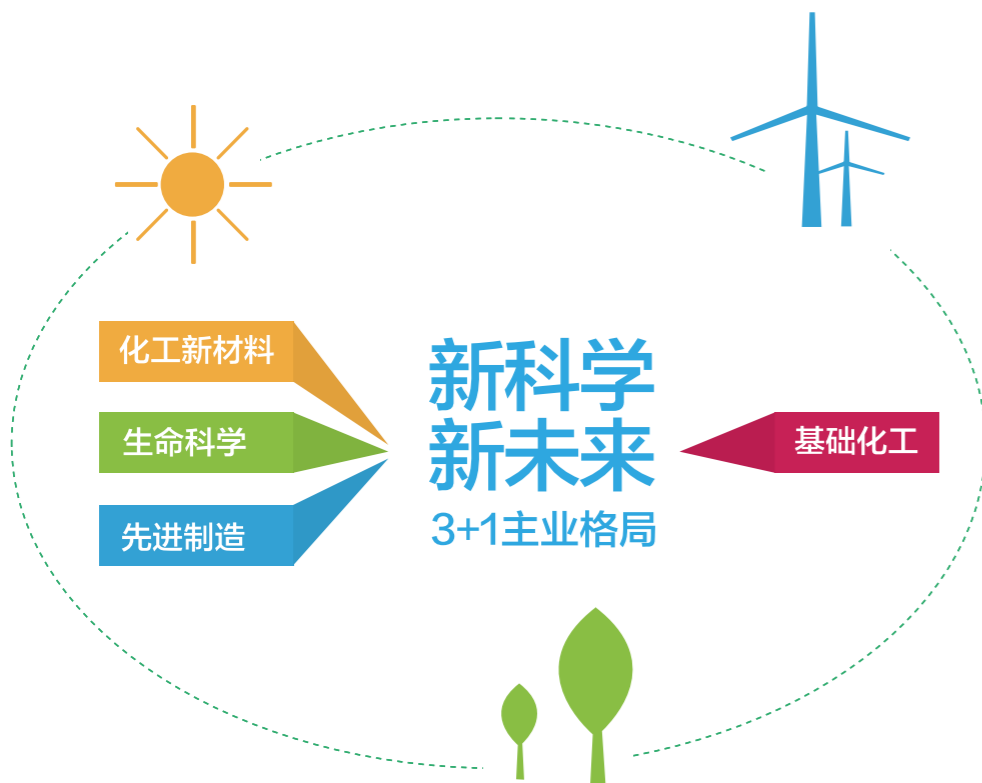 化工新材料
生命科学
先进制造
新科学
新未来
3+1主业格局
基础化工